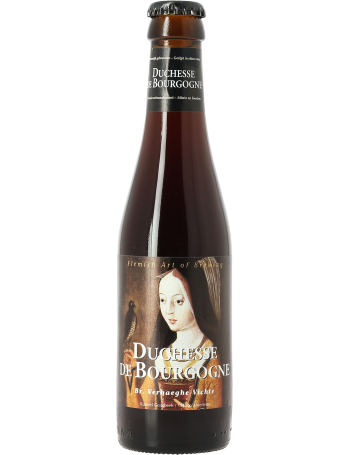 DUCHESSE
DE BOURGOGNE
Flemish Art of Brewing
DUCHESSE
DE BOURGOGNE
Br. Verhaeghe Vichte